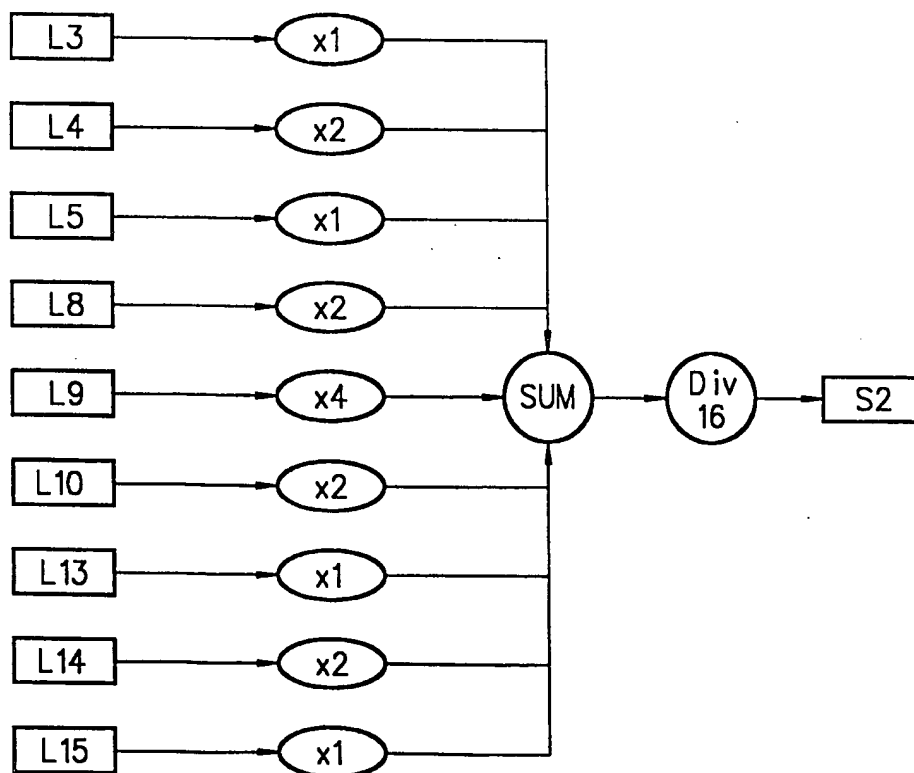 L3 x1
L4 x2
L5 x1
L8 x2
L9 x4 SUM Div 16 S2
L10 x2
L13 x1
L14 x2
L15 x1